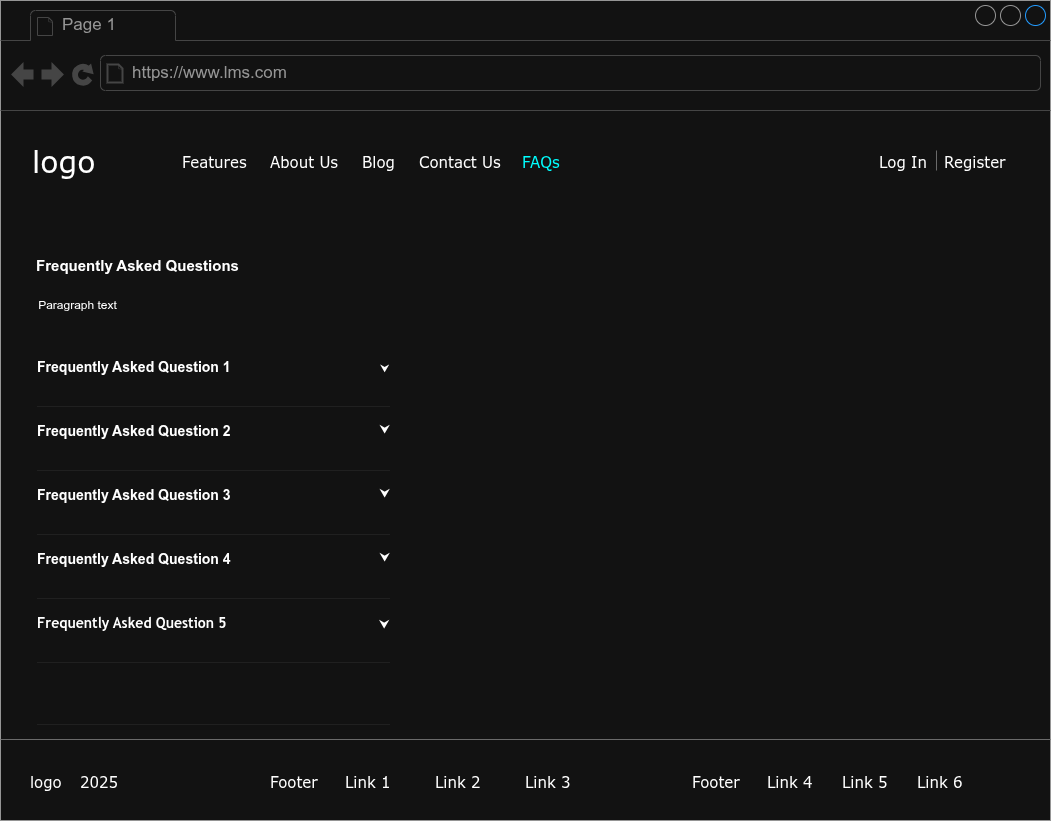 Page 1
https://www.lms.com
logo Features About Us Blog Contact Us FAQs Log In Register
Frequently Asked Questions
Paragraph text
Frequently Asked Question 1
Frequently Asked Question 2
Frequently Asked Question 3
Frequently Asked Question 4
Frequently Asked Question 5
logo 2025 Footer Link 1 Link 2 Link 3 Footer Link 4 Link 5 Link 6